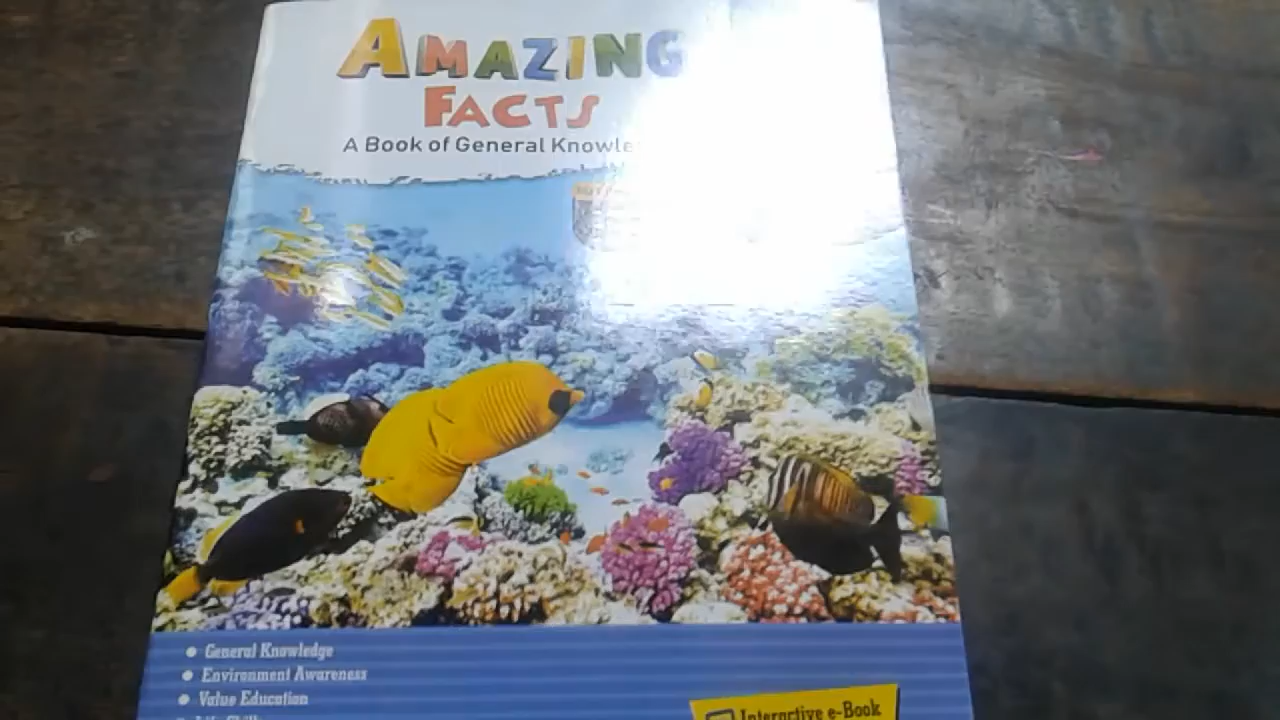 AMAZING
FACTS
A Book of General Knowle
General Knowledge
Environment Awareness
Value Education
Interactive e-Book